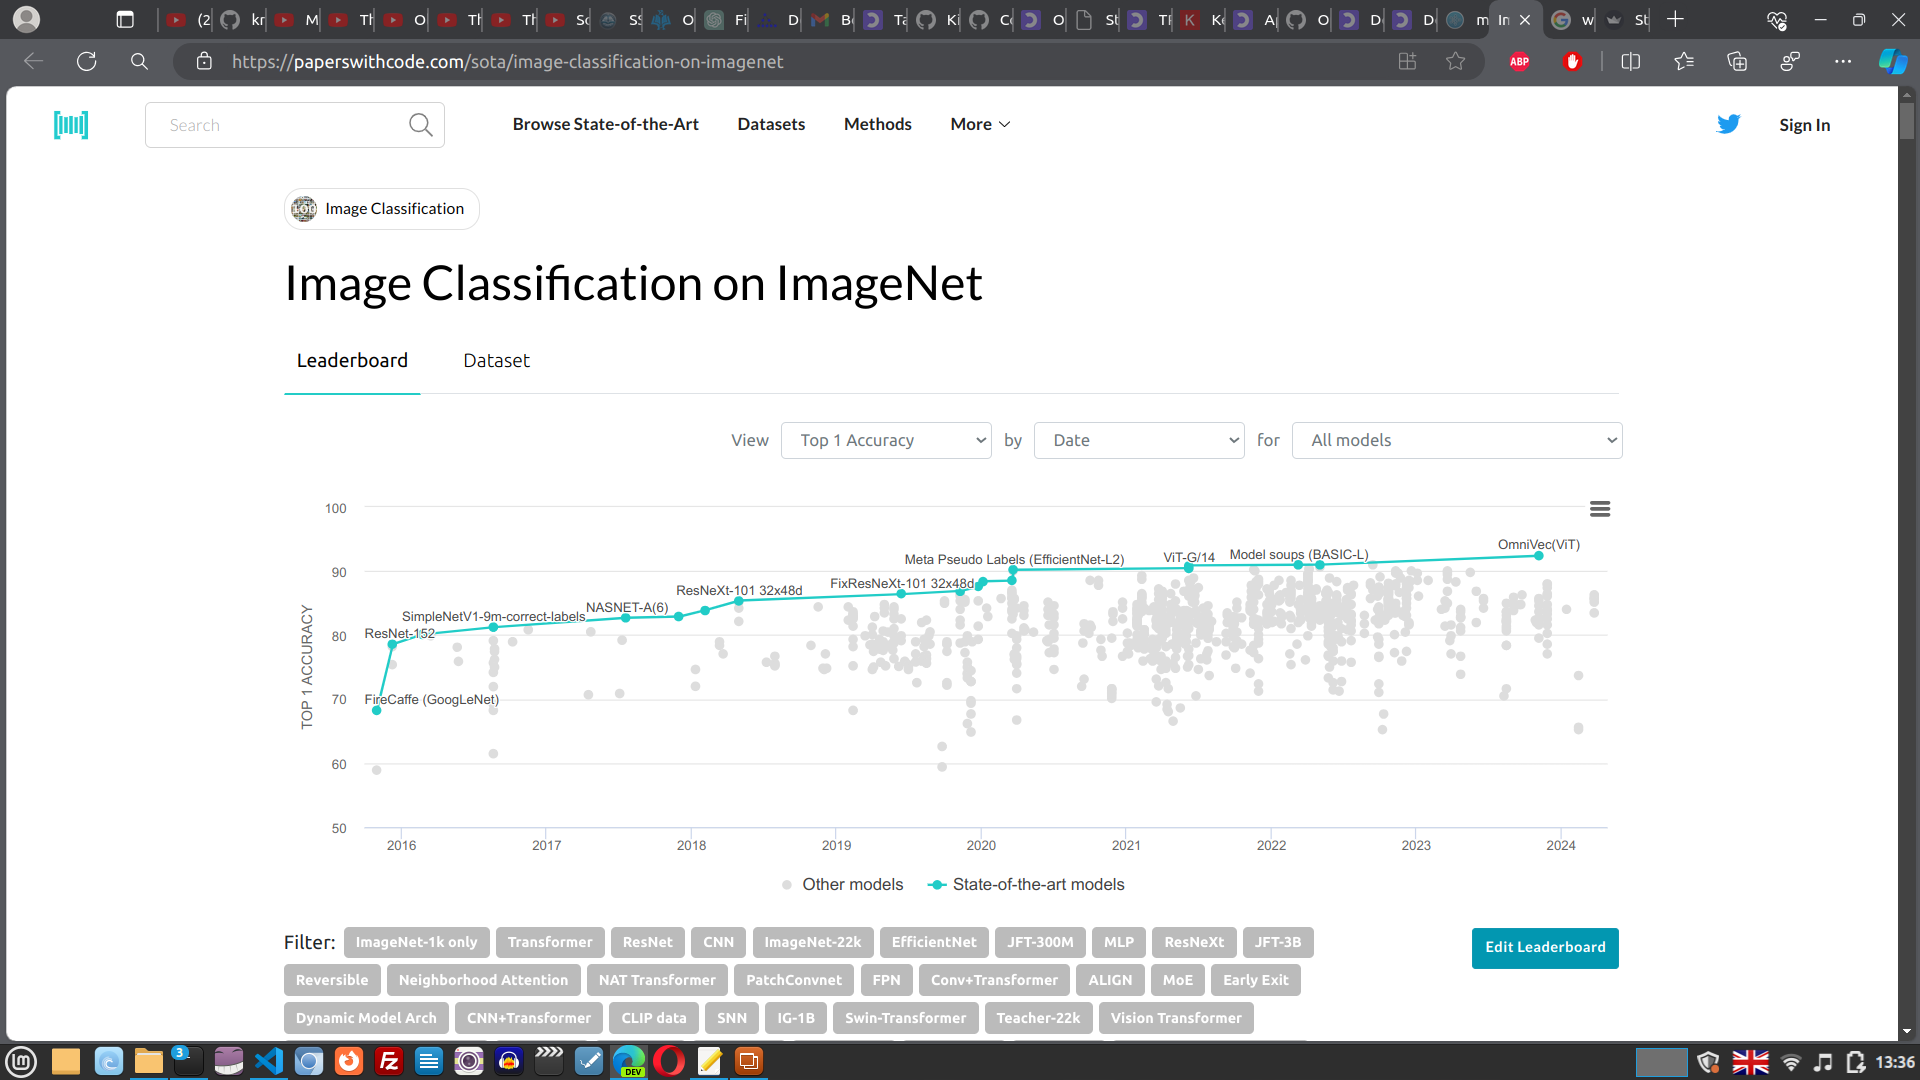 (2
kr
M
Th
O
Th
Th
Sc
SS
O
Fi
D
B
Ta
Ki
Co
O
St
Tf
Ke
A
O
D
D
m
In
w
St
https://paperswithcode.com/sota/image-classification-on-imagenet
ABP
Search
Browse State-of-the-Art
Datasets
Methods
More
Sign In
Image Classification
Image Classification on ImageNet
Leaderboard
Dataset
View
Top 1 Accuracy
by
Date
for
All models
100
90
80
70
60
50
TOP 1 ACCURACY
OmniVec(ViT)
Model soups (BASIC-L)
ViT-G/14
Meta Pseudo Labels (EfficientNet-L2)
FixResNeXt-101 32x48d
ResNeXt-101 32x48d
NASNET-A(6)
SimpleNetV1-9m-correct-labels
ResNet-152
FireCaffe (GoogLeNet)
2016 2017 2018 2019 2020 2021 2022 2023 2024
Other models
State-of-the-art models
Filter: ImageNet-1k only Transformer ResNet CNN ImageNet-22k EfficientNet JFT-300M MLP ResNeXt JFT-3B
Edit Leaderboard
Reversible Neighborhood Attention NAT Transformer PatchConvnet FPN Conv+Transformer ALIGN MoE Early Exit
Dynamic Model Arch CNN+Transformer CLIP data SNN IG-1B Swin-Transformer Teacher-22k Vision Transformer
3
DEV
13:36